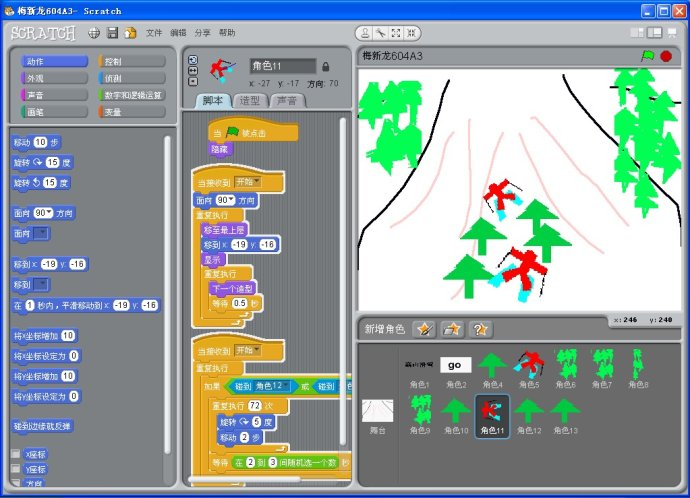 梅新龙604A3- Scratch
SCRATCH 文件 编辑 分享 帮助
动作 控制
外观 侦测
声音 数字和逻辑运算
画笔 变量
移动 10 步
旋转 15 度
旋转 15 度
面向 90 方向
面向
移到 x: -19 y: -16
移到
在 1 秒内，平滑移动到 x: -19 y: -16
将x坐标增加 10
将x坐标设定为 0
将y坐标增加 10
将y坐标设定为 0
碰到边缘就反弹
x座标
y座标
方向
角色11
x: -27 y: -17 方向: 70
脚本 造型 声音
当 被点击
隐藏
当接收到 开始
面向 90 方向
重复执行
移至最上层
移到 x: -19 y: -16
显示
重复执行
下一个造型
等待 0.5 秒
当接收到 开始
重复执行
如果 碰到 角色12 或 碰到
重复执行 72 次
旋转 5 度
移动 2 步
等待 在 2 到 3 间随机选一个数 秒
梅新龙604A3
x: 246 y: 240
新增角色
go
角色1 角色2 角色4 角色5 角色6 角色7 角色8
舞台
角色9 角色10 角色11 角色12 角色13